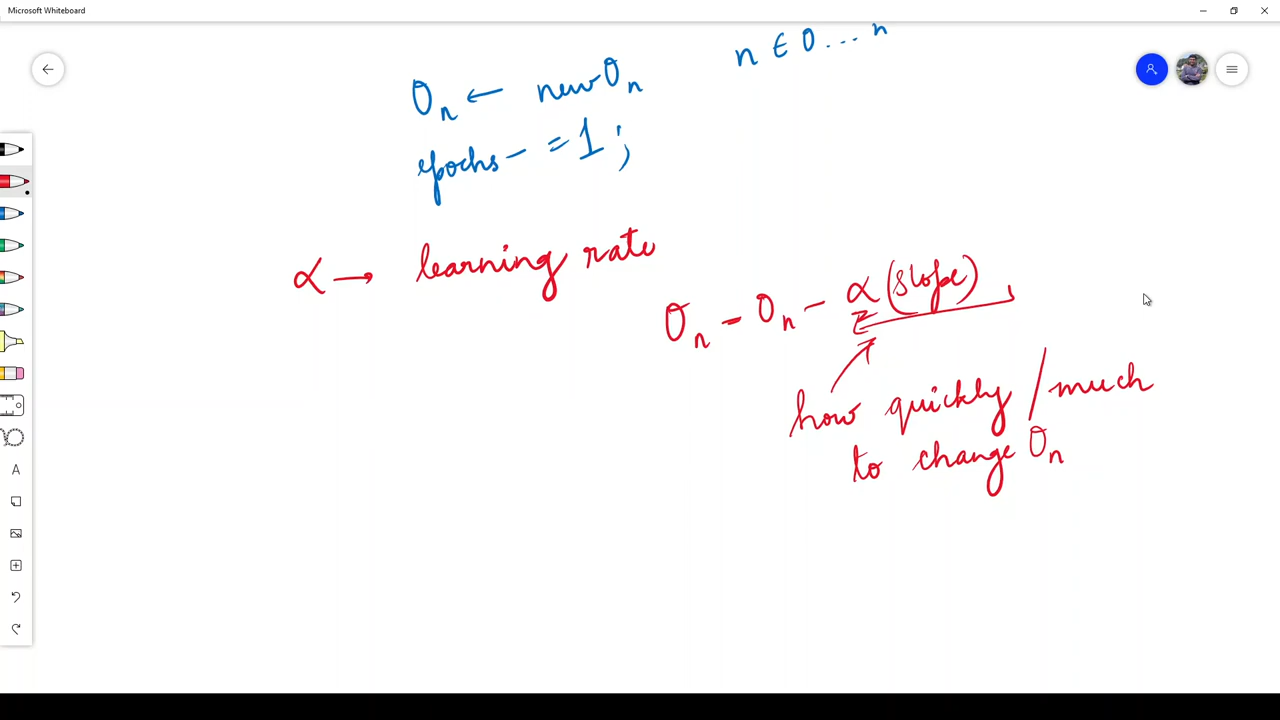 Microsoft Whiteboard
n ∈ 0 ... n
θn ← new θn
epochs - = 1 ;
α → learning rate
θn = θn - α (slope)
how quickly / much
to change θn
A